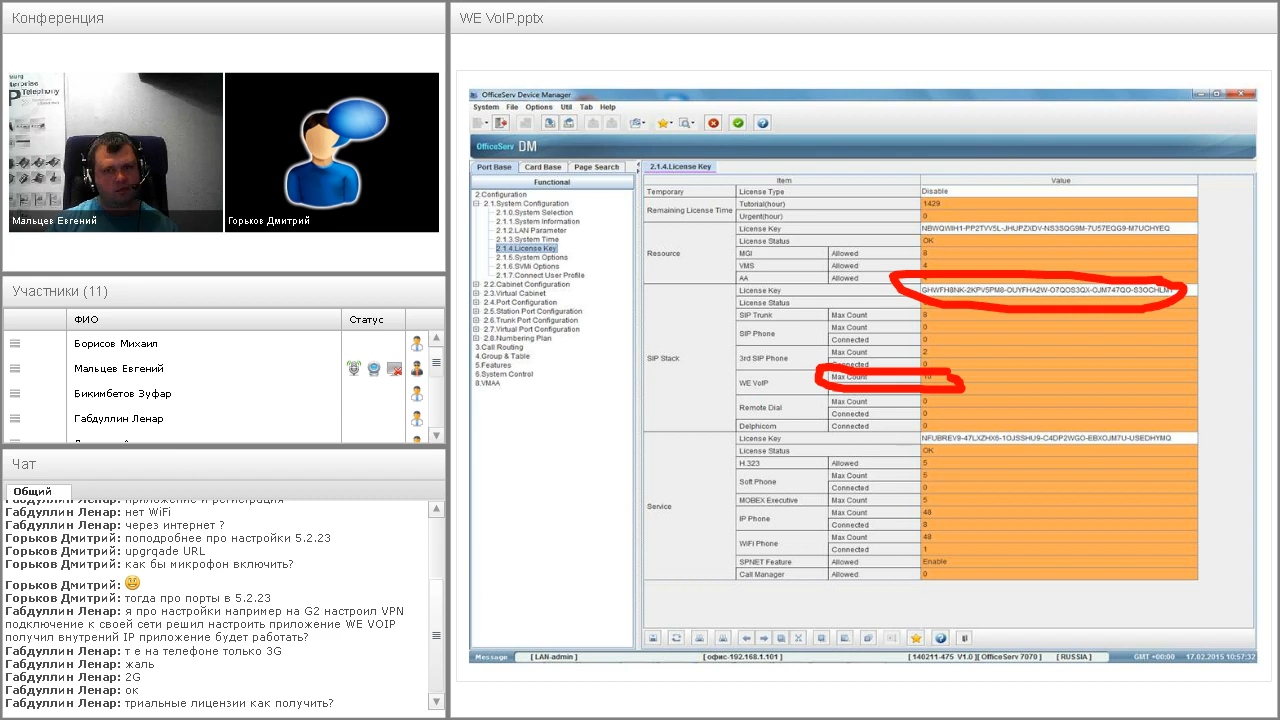 Конференция
WE VoIP.pptx
P Telephony
Мальцев Евгений
Горьков Дмитрий
Участники (11)
ФИО
Статус
Борисов Михаил
Мальцев Евгений
Бикимбетов Зуфар
Габдуллин Ленар
Чат
Общий
Габдуллин Ленар:
Габдуллин Ленар: по WiFi
Габдуллин Ленар: через интернет?
Горьков Дмитрий: поподробнее про настройки 5.2.23
Горьков Дмитрий: upgrqade URL
Горьков Дмитрий: как бы микрофон включить?
Горьков Дмитрий:
Горьков Дмитрий: тогда про порты в 5.2.23
Габдуллин Ленар: я про настройки например на G2 настроил VPN
подключение к своей сети решил настроить приложение WE VOIP
получил внутрений IP приложение будет работать?
Габдуллин Ленар: т е на телефоне только 3G
Габдуллин Ленар: жаль
Габдуллин Ленар: 2G
Габдуллин Ленар: ок
Габдуллин Ленар: триальные лицензии как получить?
OfficeServ Device Manager
System File Options Util Tab Help
OfficeServ DM
Port Base Card Base Page Search
Functional
2.Configuration
2.1.System Configuration
2.1.0.System Selection
2.1.1.System Information
2.1.2.LAN Parameter
2.1.3.System Time
2.1.4.License Key
2.1.5.System Options
2.1.6.SVMi Options
2.1.7.Connect User Profile
2.2.Cabinet Configuration
2.3.Virtual Cabinet
2.4.Port Configuration
2.5.Station Port Configuration
2.6.Trunk Port Configuration
2.7.Virtual Port Configuration
2.8.Numbering Plan
3.Call Routing
4.Group & Table
5.Features
6.System Control
8.VMAA
2.1.4.License Key
Item Value
Temporary License Type Disable
Remaining License Time Tutorial(hour) 1429
Urgent(hour) 0
Resource License Key NBWQWIH1-PP2TVV5L-JHUPZXDV-NS3SQG9M-7U57EQG9-M7UCHYEQ
License Status OK
MGI Allowed 8
VMS Allowed 4
AA Allowed
SIP Stack License Key GHWFH8NK-2KPV5PM8-OUYFHA2W-O7QOS3QX-OJM747QO-S3OCHLM
License Status
SIP Trunk Max Count 8
SIP Phone Max Count 0
Connected 0
3rd SIP Phone Max Count 2
Connected 0
WE VoIP Max Count 10
Remote Dial Max Count 0
Connected 0
Delphicom Connected 0
Service License Key NFUBREV9-47LXZHX6-1OJSSHU9-C4DP2WGO-EBXOJM7U-USEDHYMQ
License Status OK
H.323 Allowed 5
Soft Phone Max Count 5
Connected 0
MOBEX Executive Max Count 5
IP Phone Max Count 48
Connected 8
WiFi Phone Max Count 48
Connected 1
SPNET Feature Allowed Enable
Call Manager Allowed 0
Message [ LAN-admin ] [ офис-192.168.1.101 ] [ 140211-475 V1.0 ][ OfficeServ 7070 ] [ RUSSIA ] GMT +00:00 17.02.2015 10:57:32